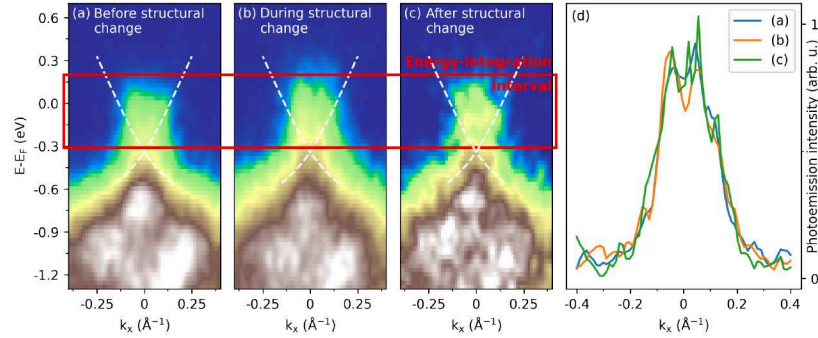 (a) Before structural
change
(b) During structural
change
(c) After structural
change
(d)
Energy-integration
interval
E-E_F (eV)
0.6
0.3
0.0
-0.3
-0.6
-0.9
-1.2
-0.25 0 0.25
-0.25 0 0.25
-0.25 0 0.25
-0.4 -0.2 0 0.2 0.4
k_x (Å⁻¹)
k_x (Å⁻¹)
k_x (Å⁻¹)
k_x (Å⁻¹)
(a)
(b)
(c)
1
0
Photoemission intensity (arb. u.)